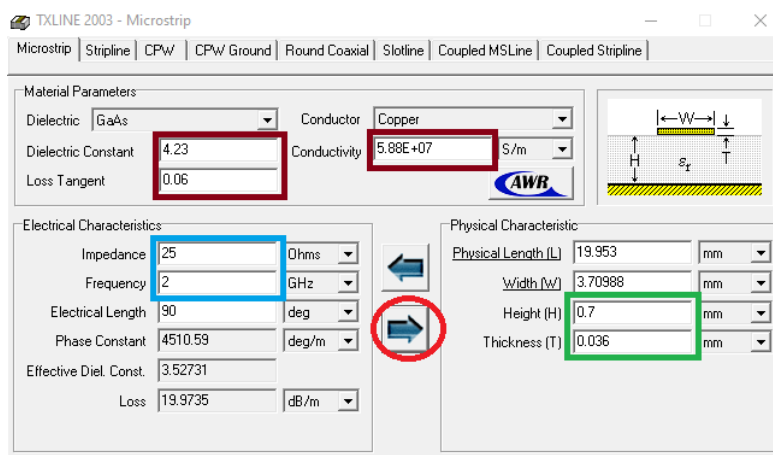 TXLINE 2003 - Microstrip
Microstrip Stripline CPW CPW Ground Round Coaxial Slotline Coupled MSLine Coupled Stripline
Material Parameters
Dielectric GaAs Conductor Copper
Dielectric Constant 4.23 Conductivity 5.88E+07 S/m
Loss Tangent 0.06 AWR
W
H
εr
T
Electrical Characteristics
Impedance 25 Ohms
Frequency 2 GHz
Electrical Length 90 deg
Phase Constant 4510.59 deg/m
Effective Diel. Const. 3.52731
Loss 19.9735 dB/m
Physical Characteristic
Physical Length (L) 19.953 mm
Width (W) 3.70988 mm
Height (H) 0.7 mm
Thickness (T) 0.036 mm